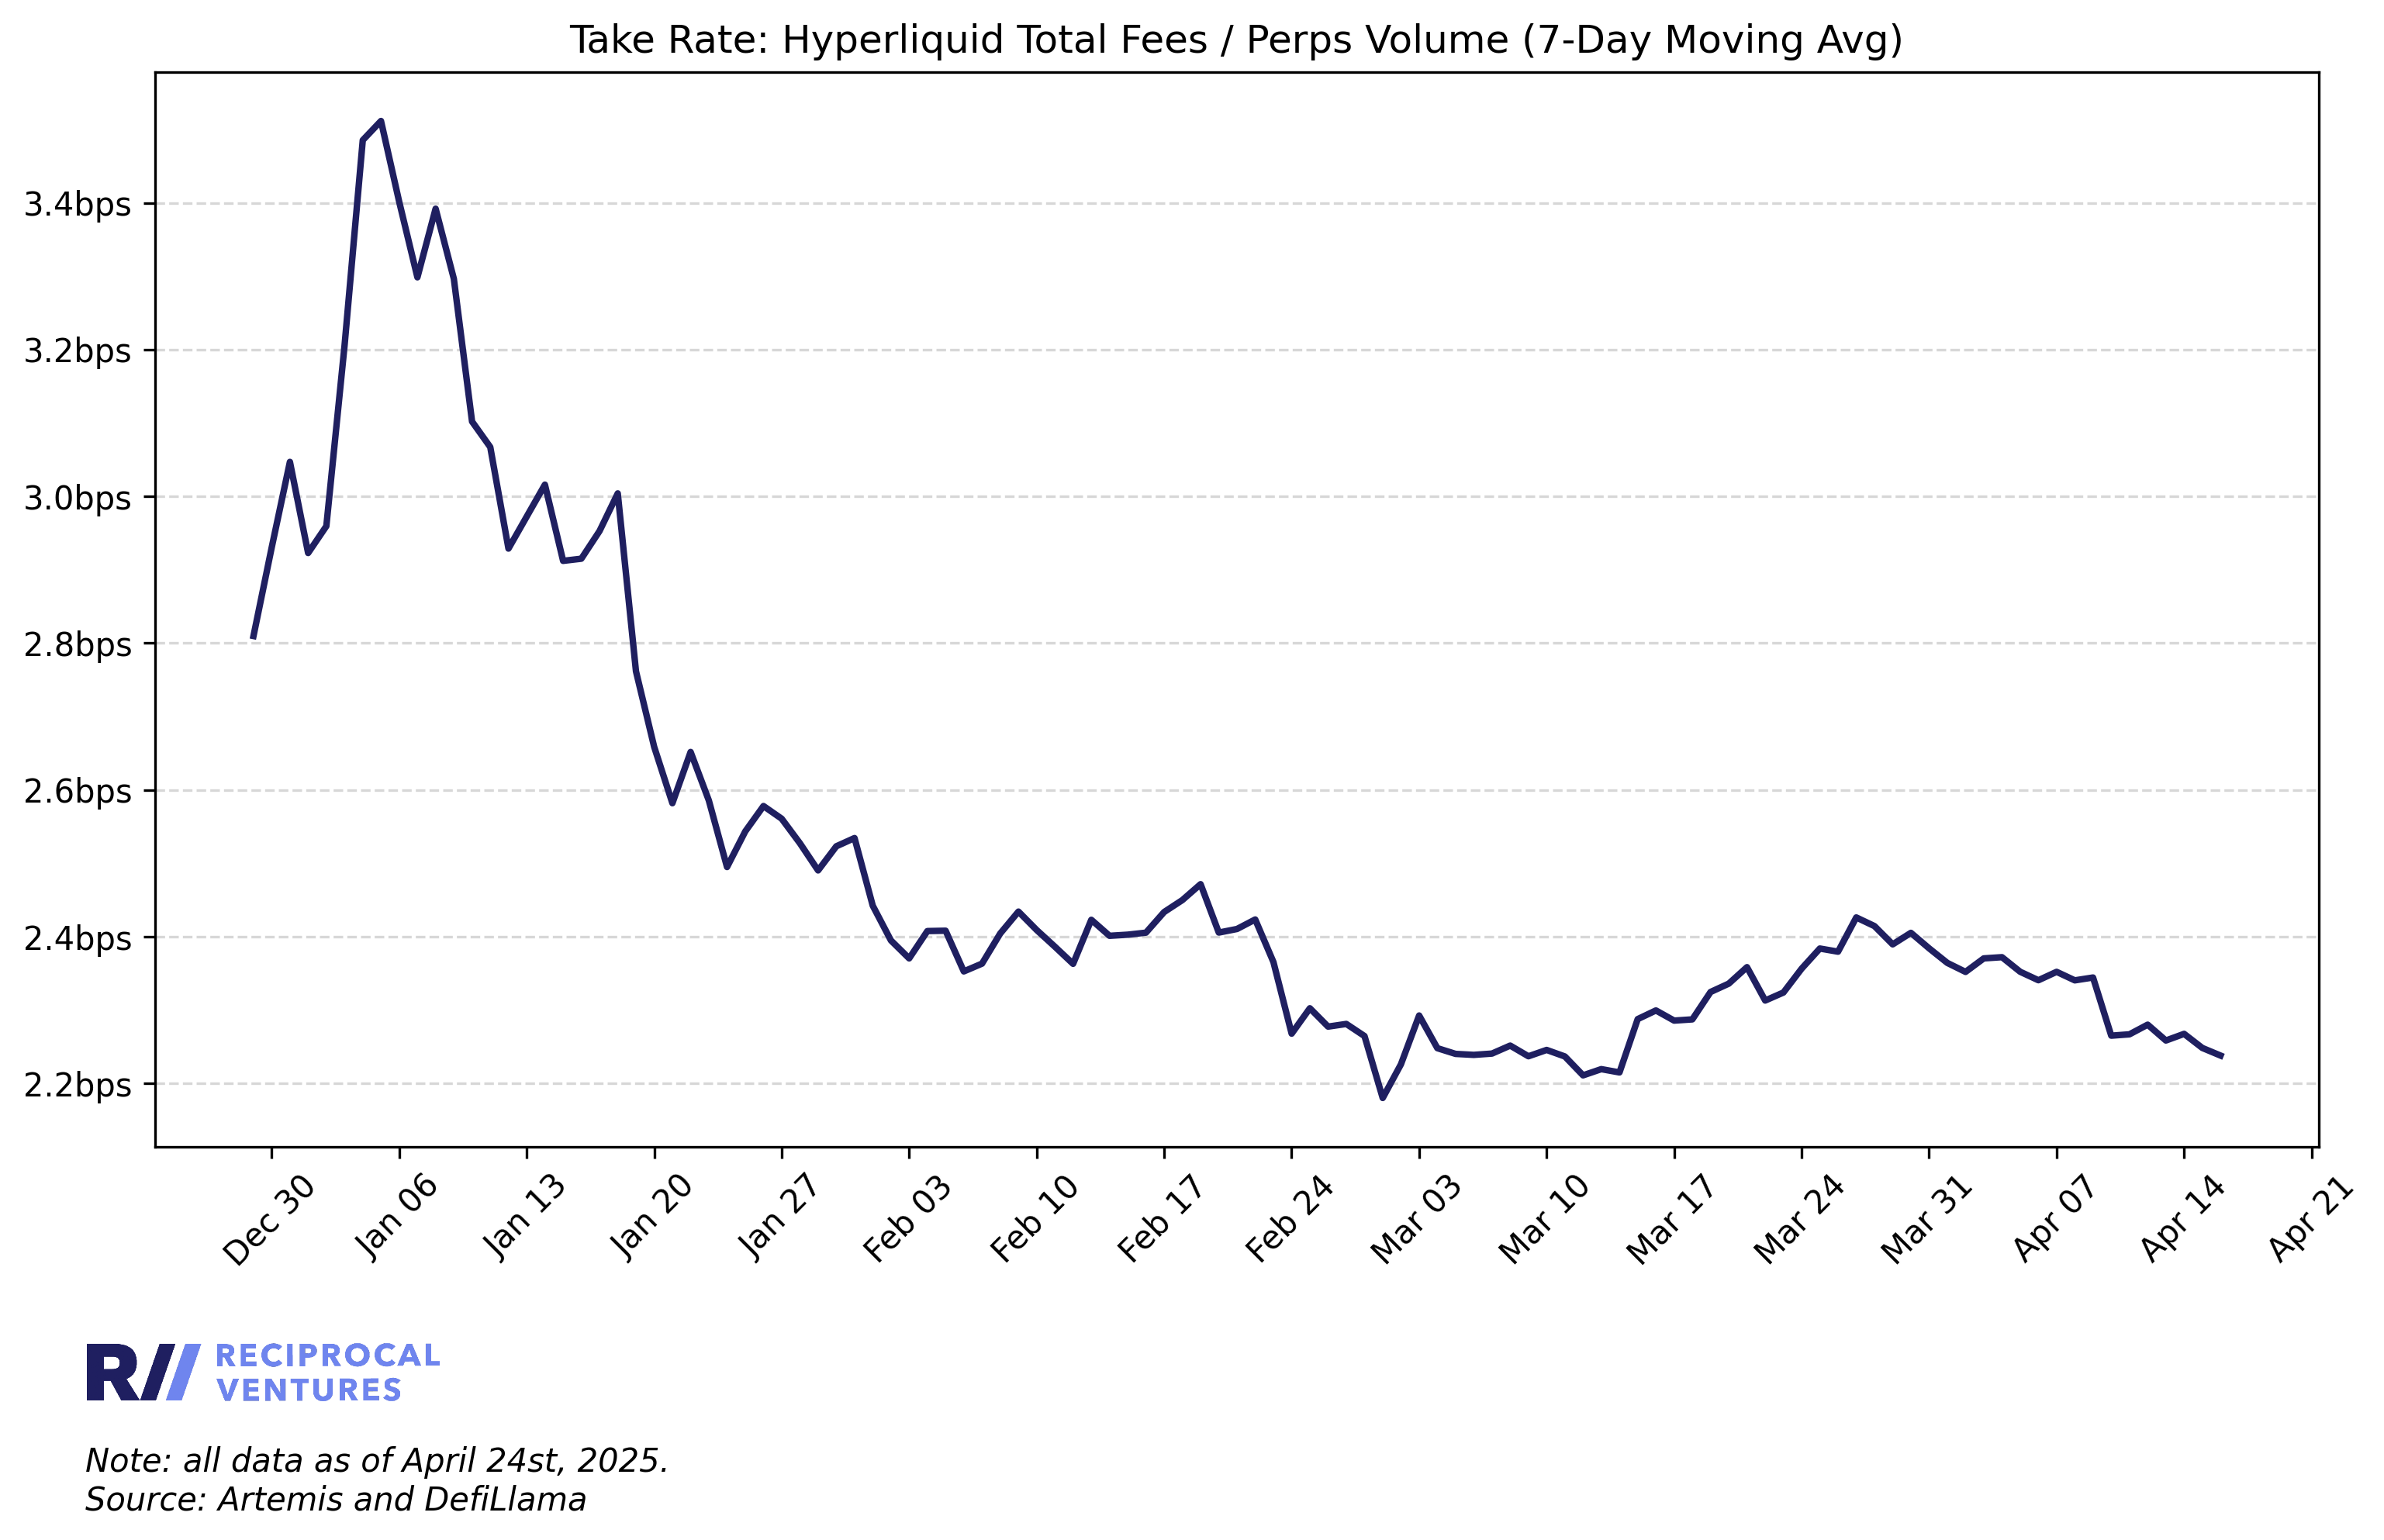 Take Rate: Hyperliquid Total Fees / Perps Volume (7-Day Moving Avg)
3.4bps
3.2bps
3.0bps
2.8bps
2.6bps
2.4bps
2.2bps
Dec 30
Jan 06
Jan 13
Jan 20
Jan 27
Feb 03
Feb 10
Feb 17
Feb 24
Mar 03
Mar 10
Mar 17
Mar 24
Mar 31
Apr 07
Apr 14
Apr 21
R// RECIPROCAL
VENTURES
Note: all data as of April 24st, 2025.
Source: Artemis and DefiLlama